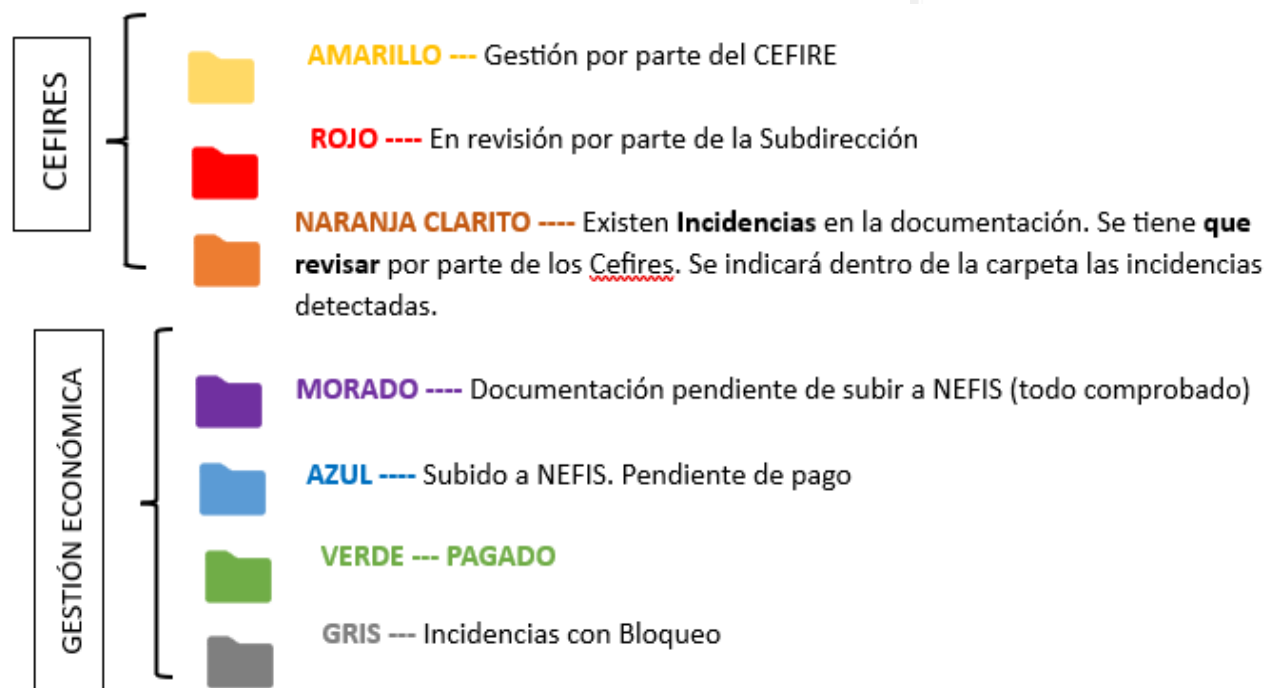 CEFIRES
AMARILLO --- Gestión por parte del CEFIRE
ROJO ---- En revisión por parte de la Subdirección
NARANJA CLARITO ---- Existen Incidencias en la documentación. Se tiene que
revisar por parte de los Cefires. Se indicará dentro de la carpeta las incidencias
detectadas.
GESTIÓN ECONÓMICA
MORADO ---- Documentación pendiente de subir a NEFIS (todo comprobado)
AZUL ---- Subido a NEFIS. Pendiente de pago
VERDE --- PAGADO
GRIS --- Incidencias con Bloqueo